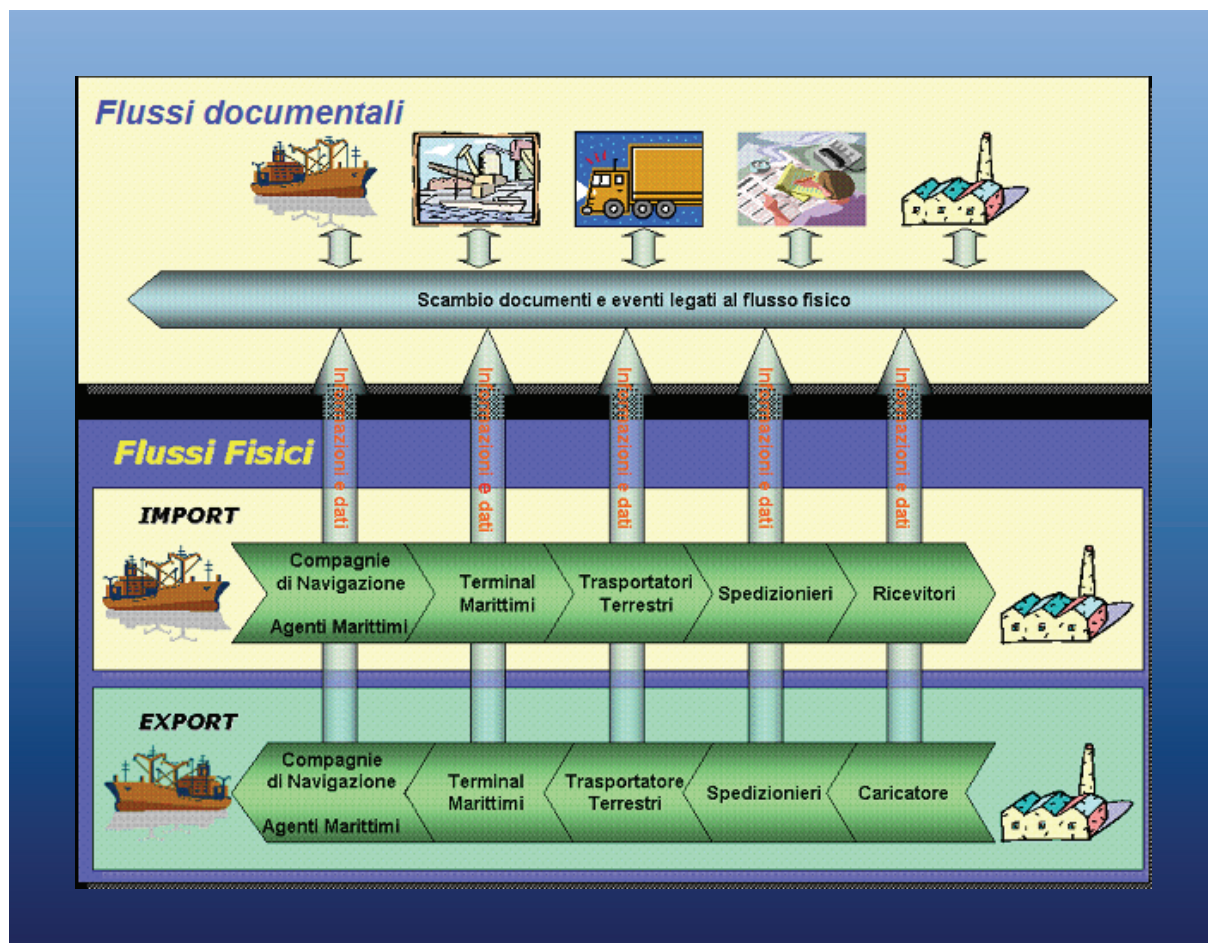 Flussi documentali
Scambio documenti e eventi legati al flusso fisico
Informazioni e dati
Informazioni e dati
Informazioni e dati
Informazioni e dati
Informazioni e dati
Flussi Fisici
IMPORT
Compagnie
di Navigazione
Agenti Marittimi
Terminal
Marittimi
Trasportatori
Terrestri
Spedizionieri
Ricevitori
EXPORT
Compagnie
di Navigazione
Agenti Marittimi
Terminal
Marittimi
Trasportatore
Terrestri
Spedizionieri
Caricatore